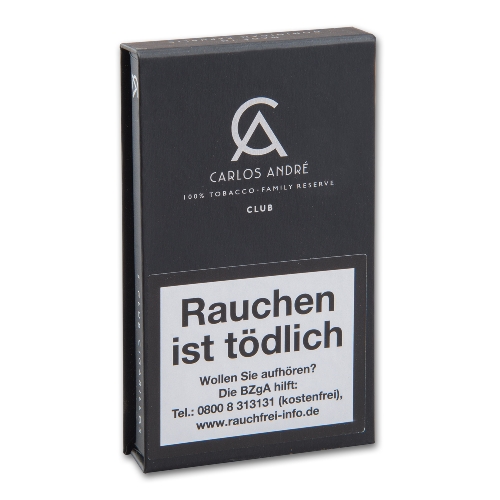 CA
CARLOS ANDRÉ
100% TOBACCO · FAMILY RESERVE
CLUB
Rauchen
ist tödlich
Wollen Sie aufhören?
Die BZgA hilft:
Tel.: 0800 8 313131 (kostenfrei),
www.rauchfrei-info.de
CLUB